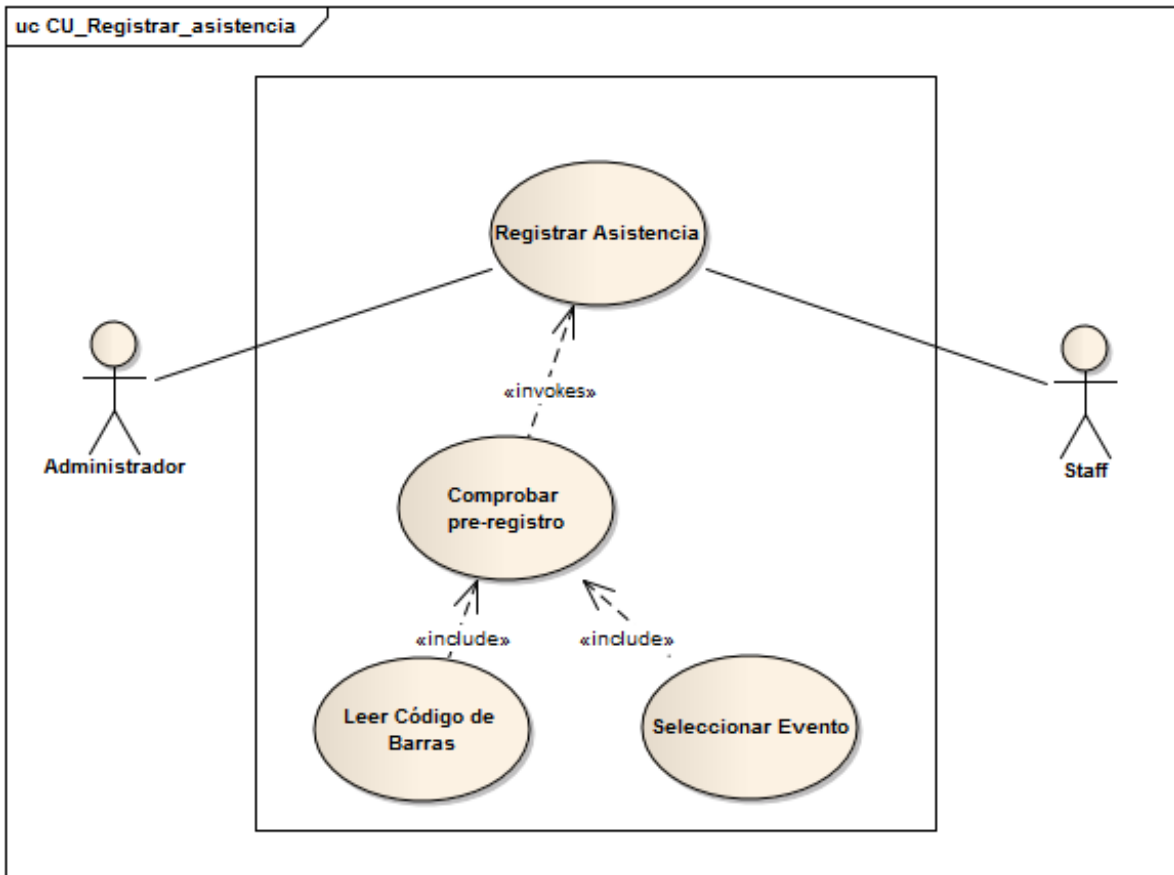 uc CU_Registrar_asistencia
Registrar Asistencia
«invokes»
Administrador
Staff
Comprobar
pre-registro
«include»
«include»
Leer Código de
Barras
Seleccionar Evento